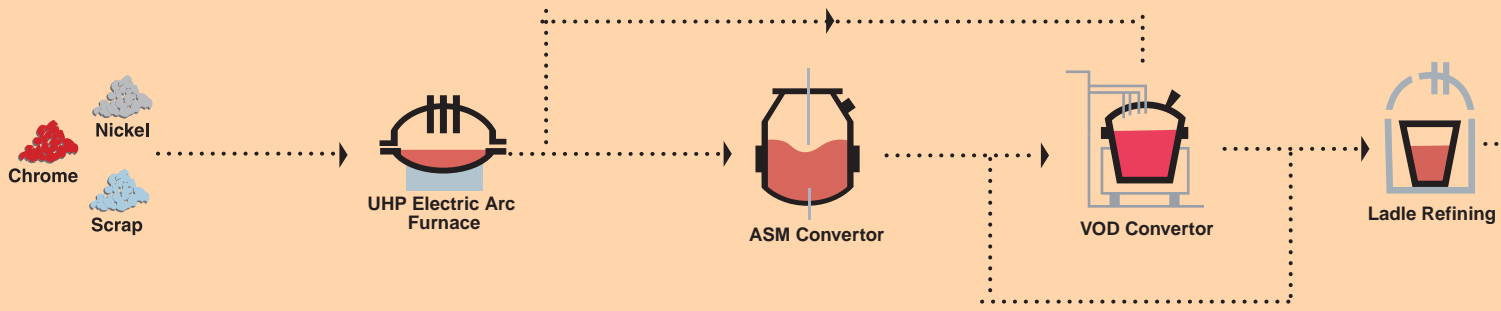 Nickel
Chrome
Scrap
UHP Electric Arc
Furnace
ASM Convertor
VOD Convertor
Ladle Refining